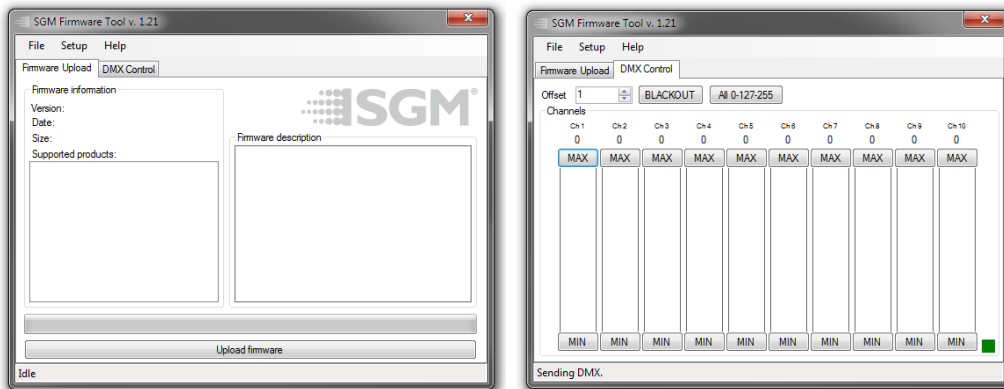 SGM Firmware Tool v. 1.21
File Setup Help
Firmware Upload DMX Control
Firmware information
Version:
Date:
Size:
Supported products:
SGM®
Firmware description
Upload firmware
Idle
SGM Firmware Tool v. 1.21
File Setup Help
Firmware Upload DMX Control
Offset 1 BLACKOUT All 0-127-255
Channels
Ch 1 Ch 2 Ch 3 Ch 4 Ch 5 Ch 6 Ch 7 Ch 8 Ch 9 Ch 10
0 0 0 0 0 0 0 0 0 0
MAX MAX MAX MAX MAX MAX MAX MAX MAX MAX
MIN MIN MIN MIN MIN MIN MIN MIN MIN MIN
Sending DMX.